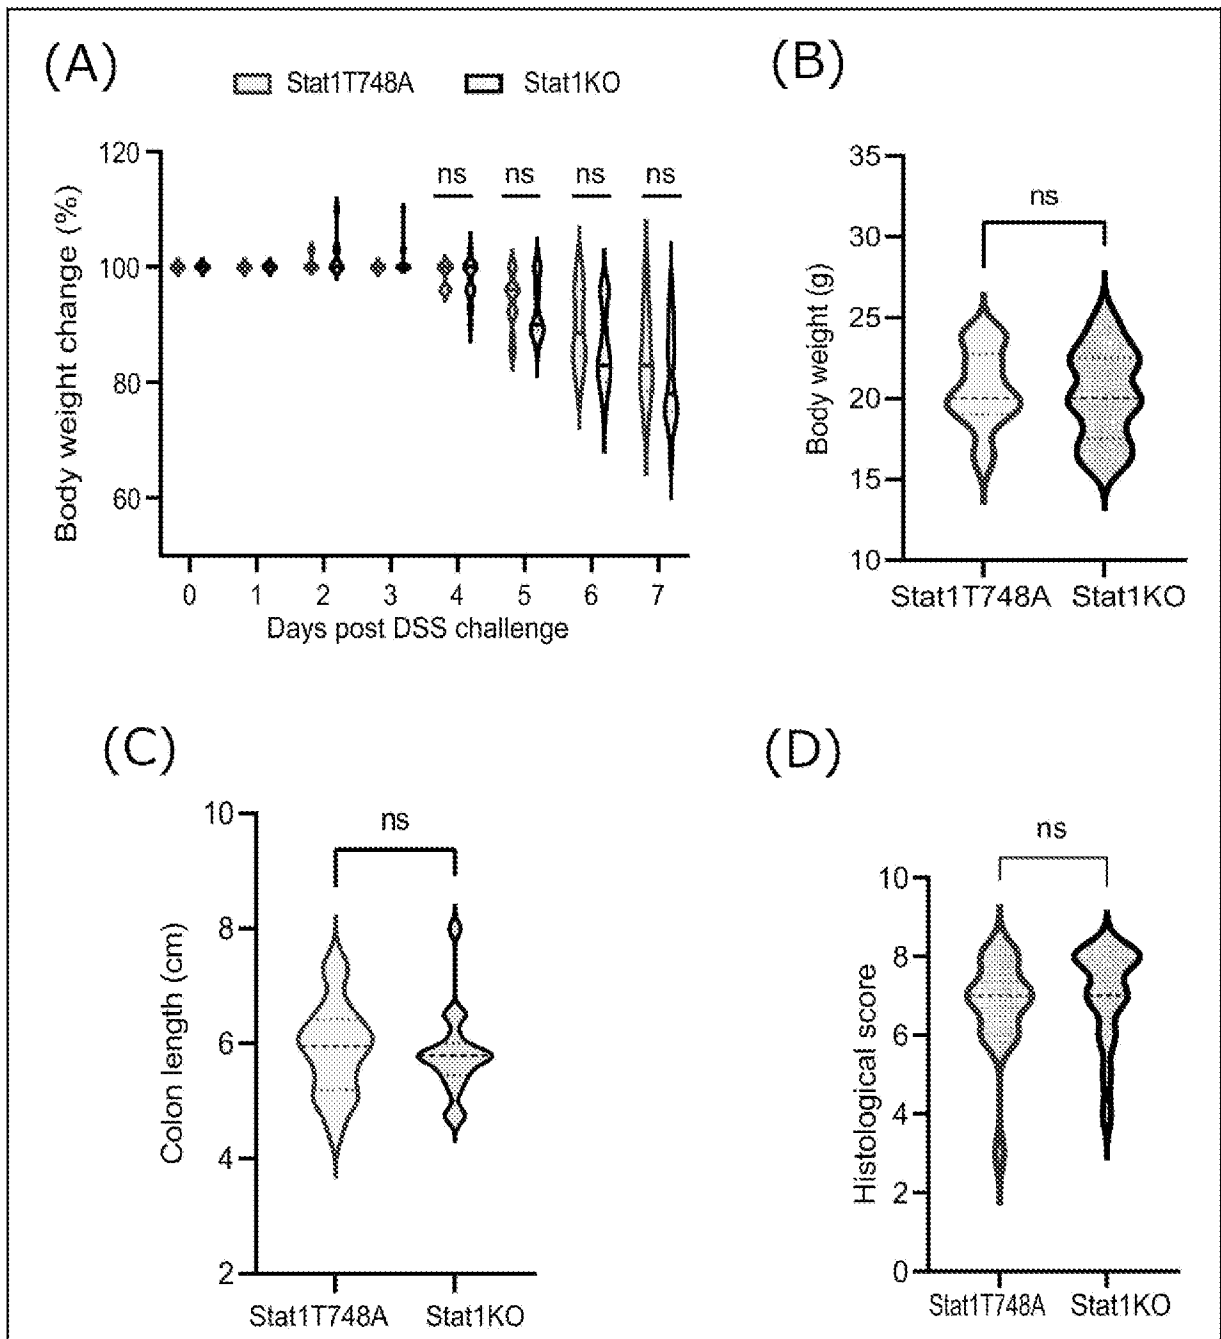 (A)
Stat1T748A Stat1KO
Body weight change (%)
120
100
80
60
ns ns ns ns
0 1 2 3 4 5 6 7
Days post DSS challenge
(B)
Body weight (g)
35
30
25
20
15
10
ns
Stat1T748A Stat1KO
(C)
Colon length (cm)
10
8
6
4
2
ns
Stat1T748A Stat1KO
(D)
Histological score
10
8
6
4
2
0
ns
Stat1T748A Stat1KO